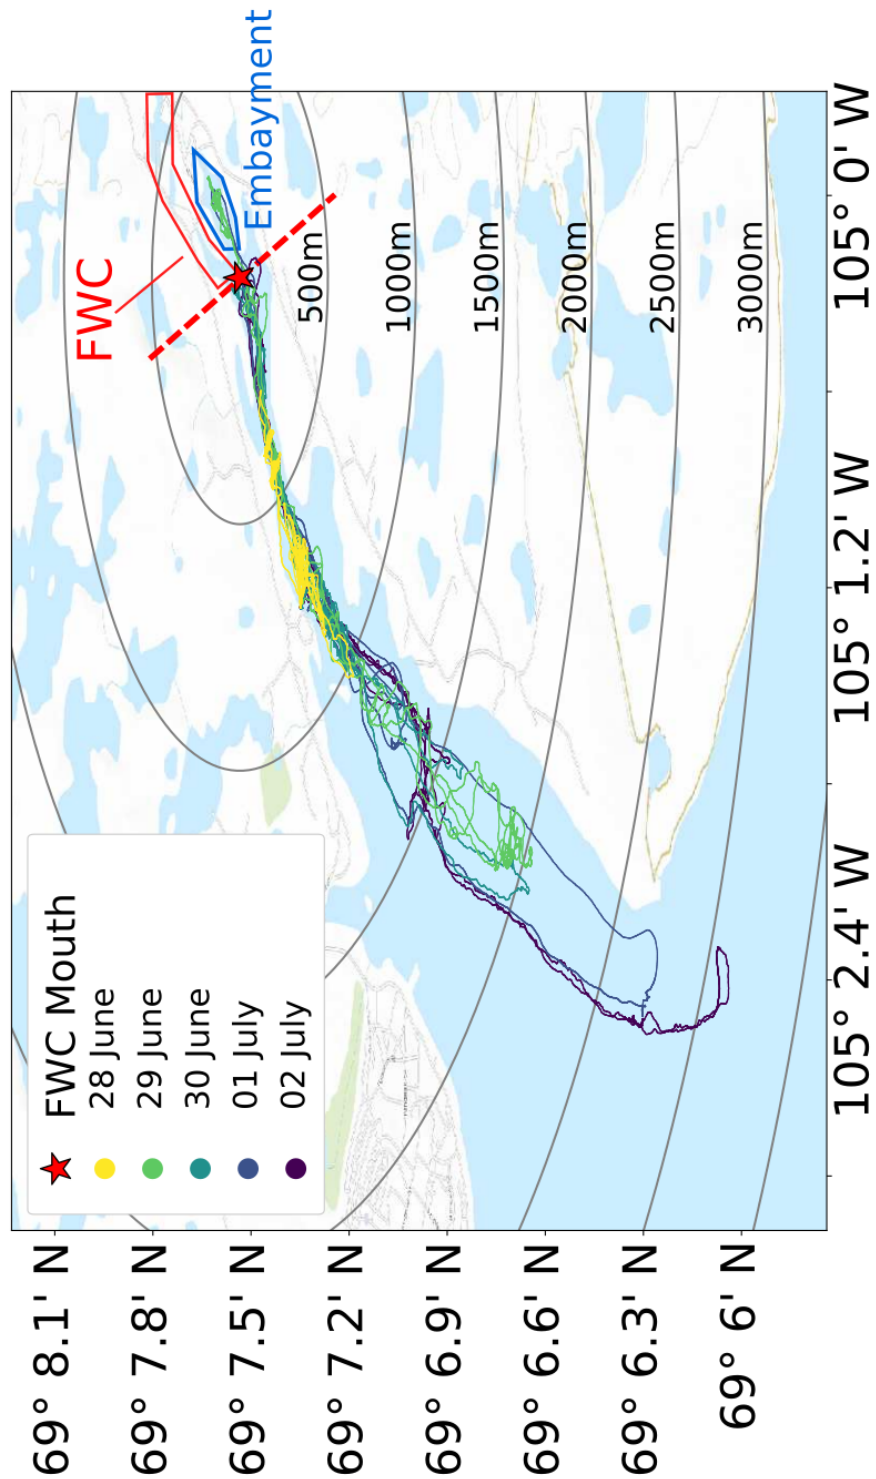 FWC Mouth
28 June
29 June
30 June
01 July
02 July
FWC
Embayment
500m
1000m
1500m
2000m
2500m
3000m
69° 8.1' N
69° 7.8' N
69° 7.5' N
69° 7.2' N
69° 6.9' N
69° 6.6' N
69° 6.3' N
69° 6' N
105° 2.4' W
105° 1.2' W
105° 0' W